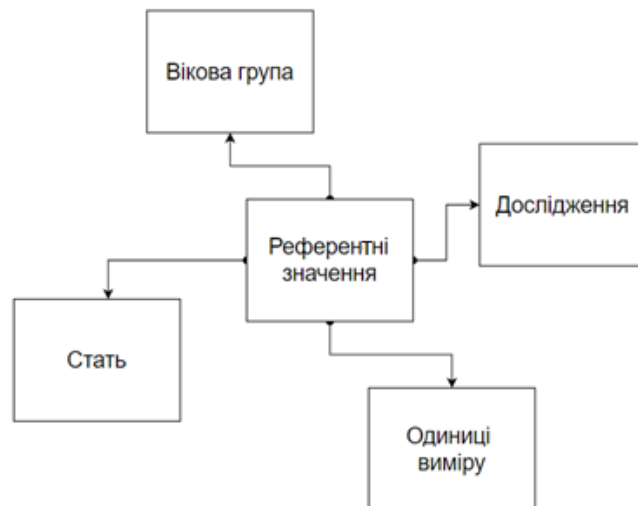 Вікова група
Дослідження
Референтні
значення
Стать
Одиниці
виміру